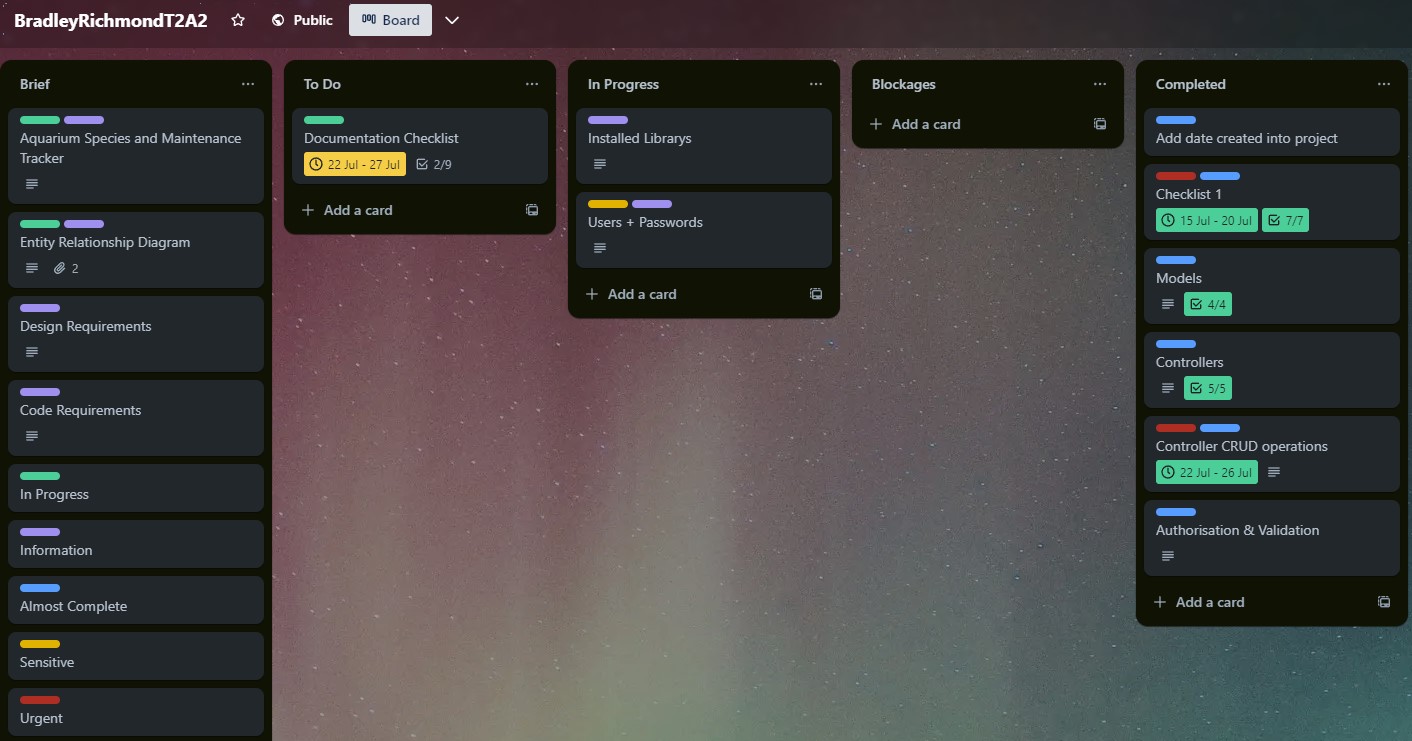 BradleyRichmondT2A2
Public
Board
Brief
Aquarium Species and Maintenance
Tracker
Entity Relationship Diagram
2
Design Requirements
Code Requirements
In Progress
Information
Almost Complete
Sensitive
Urgent
To Do
Documentation Checklist
22 Jul - 27 Jul
2/9
Add a card
In Progress
Installed Librarys
Users + Passwords
Add a card
Blockages
Add a card
Completed
Add date created into project
Checklist 1
15 Jul - 20 Jul
7/7
Models
4/4
Controllers
5/5
Controller CRUD operations
22 Jul - 26 Jul
Authorisation & Validation
Add a card